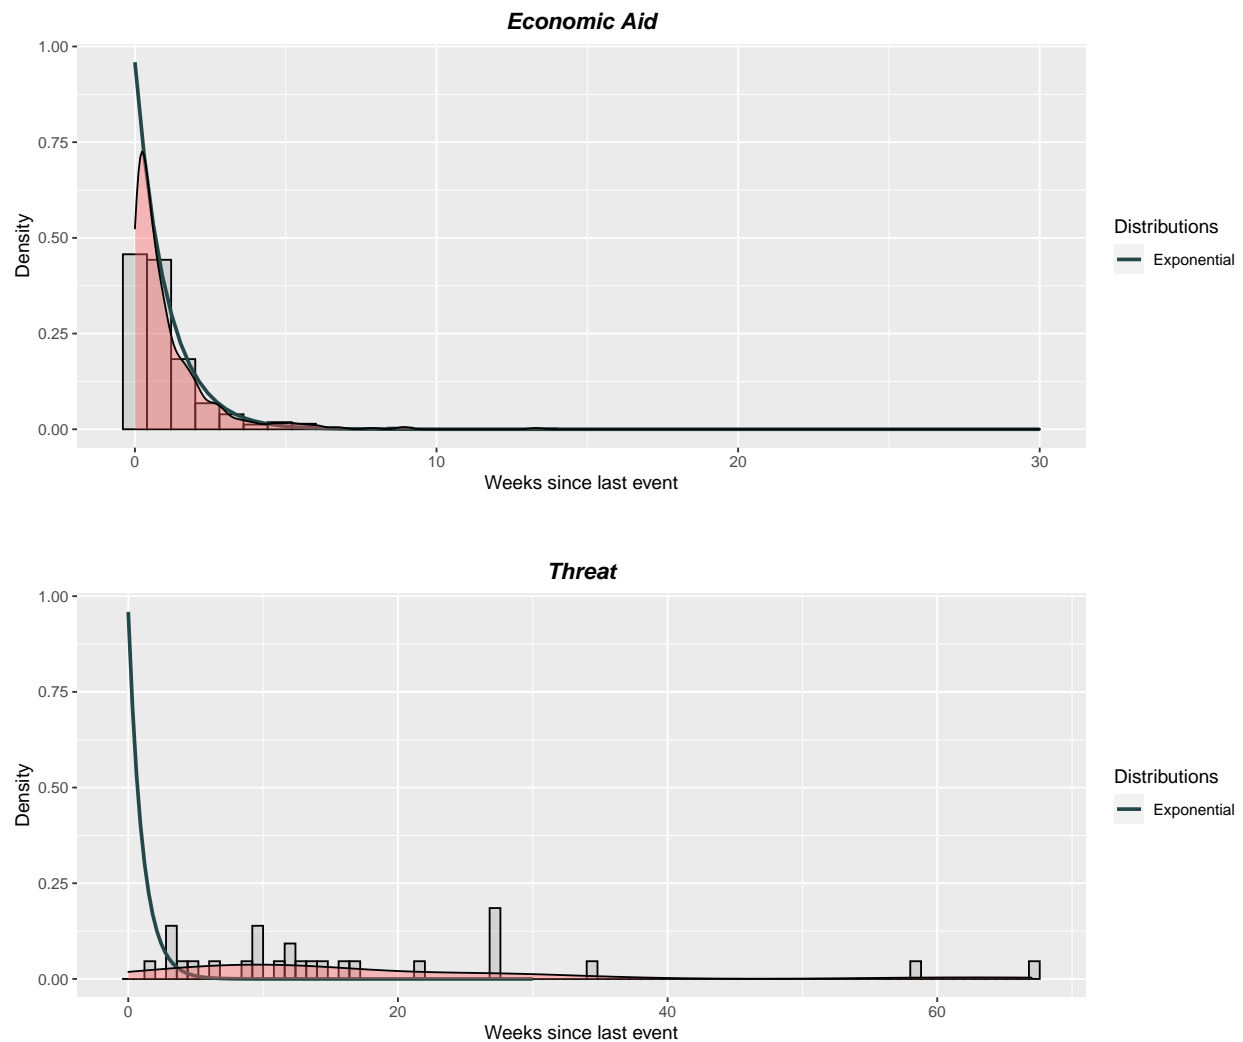 Economic Aid
1.00
0.75
0.50
0.25
0.00
Density
0 10 20 30
Weeks since last event
Distributions
Exponential
Threat
1.00
0.75
0.50
0.25
0.00
Density
0 20 40 60
Weeks since last event
Distributions
Exponential